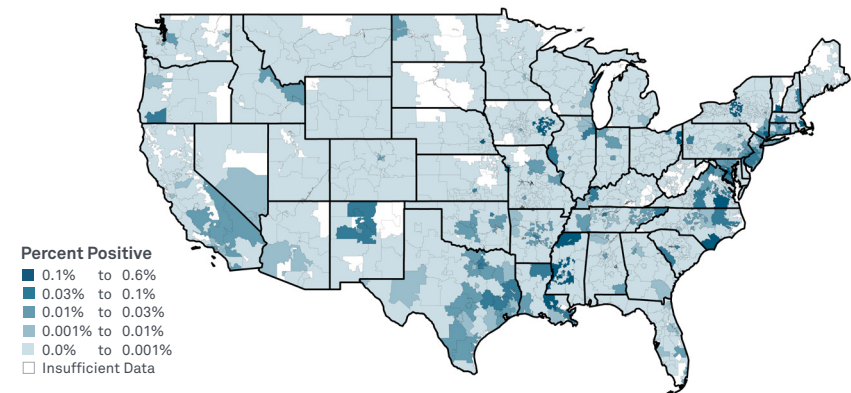 Percent Positive
0.1% to 0.6%
0.03% to 0.1%
0.01% to 0.03%
0.001% to 0.01%
0.0% to 0.001%
Insufficient Data